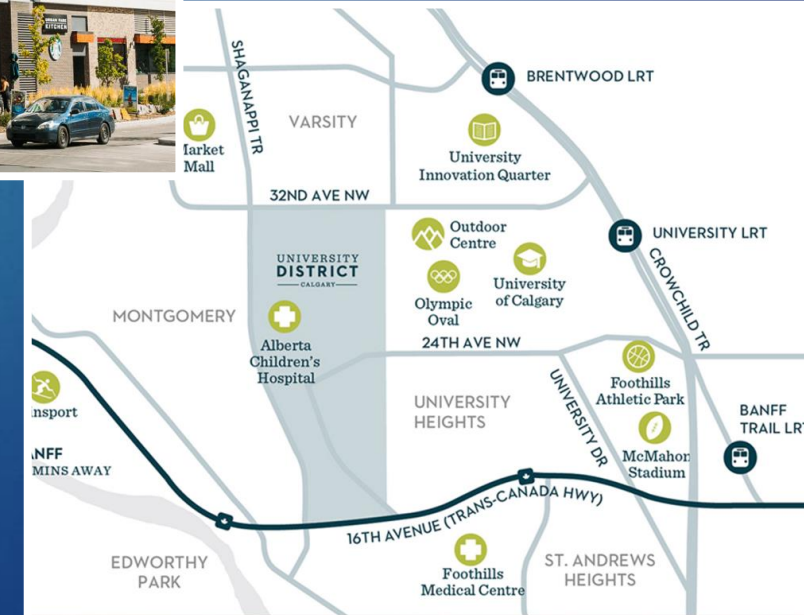 URBAN FARE
KITCHEN
SHAGANAPPI TR
BRENTWOOD LRT
VARSITY
Market
Mall
University
Innovation Quarter
32ND AVE NW
Outdoor
Centre
UNIVERSITY LRT
UNIVERSITY
DISTRICT
CALGARY
University
of Calgary
CROWCHILD TR
Olympic
Oval
MONTGOMERY
Alberta
Children's
Hospital
24TH AVE NW
Foothills
Athletic Park
UNIVERSITY
HEIGHTS
UNIVERSITY DR
BANFF
TRAIL LRT
McMahon
Stadium
insport
ANFF
MINS AWAY
16TH AVENUE (TRANS-CANADA HWY)
EDWORTHY
PARK
Foothills
Medical Centre
ST. ANDREWS
HEIGHTS